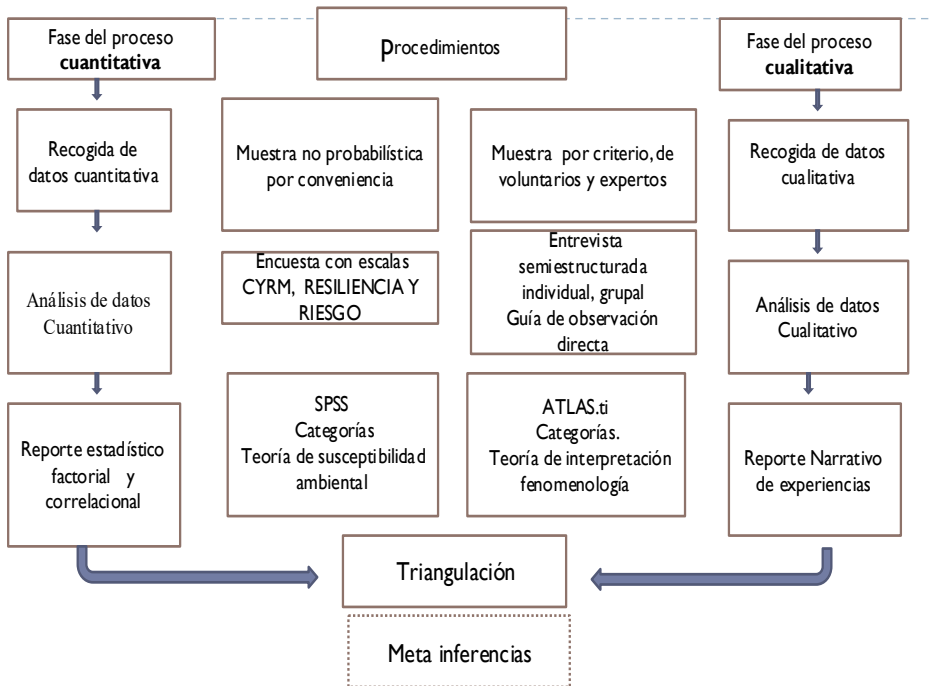 Fase del proceso
cuantitativa
Procedimientos
Fase del proceso
cualitativa
Recogida de
datos cuantitativa
Muestra no probabilística
por conveniencia
Muestra por criterio, de
voluntarios y expertos
Recogida de datos
cualitativa
Análisis de datos
Cuantitativo
Encuesta con escalas
CYRM, RESILIENCIA Y
RIESGO
Entrevista
semiestructurada
individual, grupal
Guía de observación
directa
Análisis de datos
Cualitativo
Reporte estadístico
factorial y
correlacional
SPSS
Categorías
Teoría de susceptibilidad
ambiental
ATLAS.ti
Categorías.
Teoría de interpretación
fenomenología
Reporte Narrativo
de experiencias
Triangulación
Meta inferencias